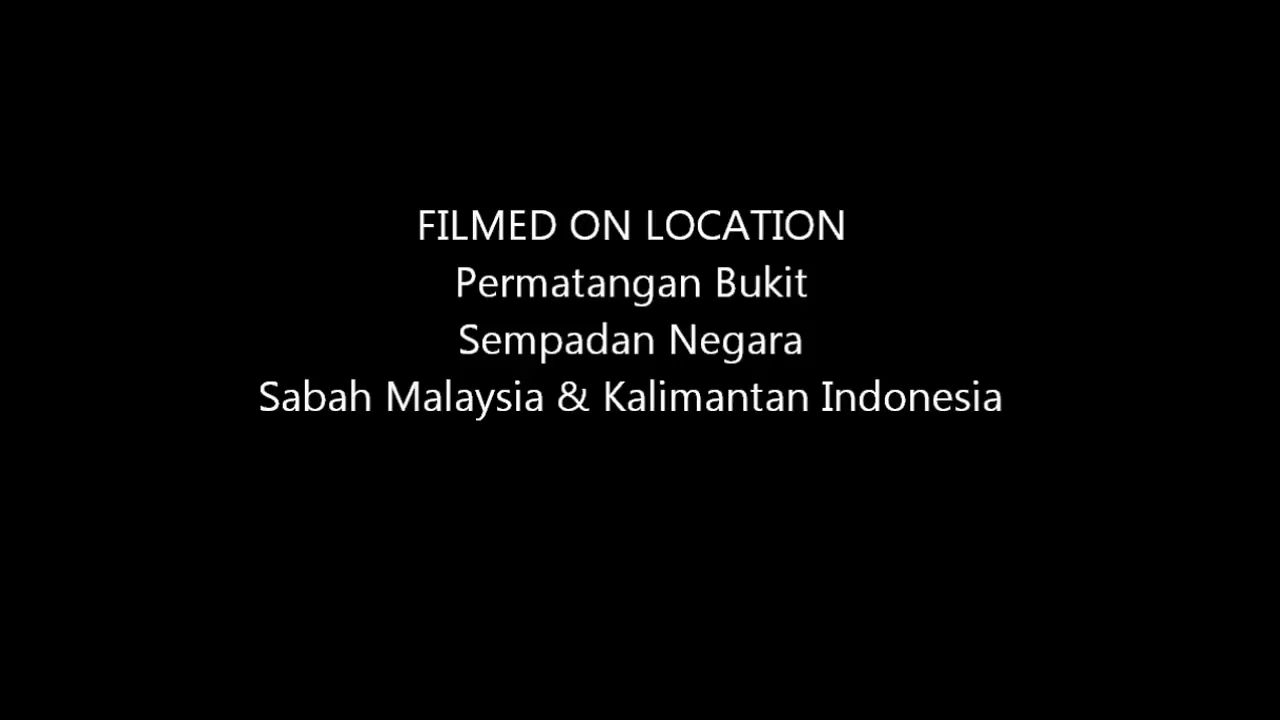 FILMED ON LOCATION
Permatangan Bukit
Sempadan Negara
Sabah Malaysia & Kalimantan Indonesia